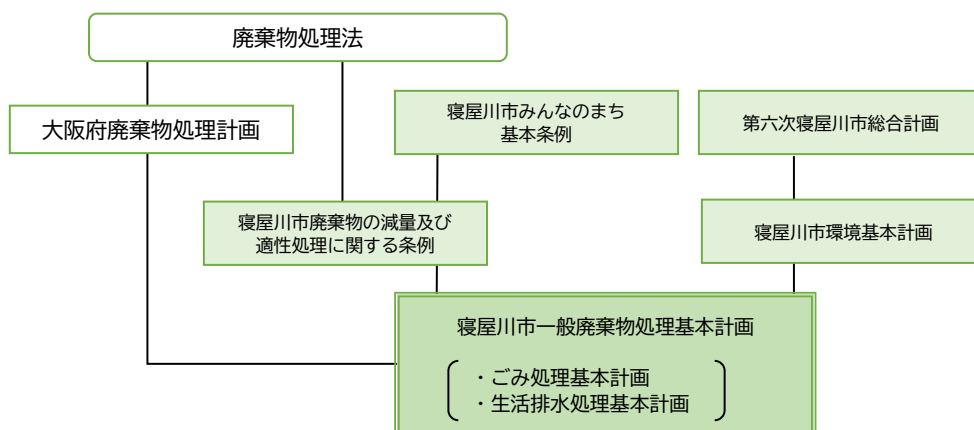 廃棄物処理法
大阪府廃棄物処理計画
寝屋川市みんなのまち
基本条例
第六次寝屋川市総合計画
寝屋川市廃棄物の減量及び
適性処理に関する条例
寝屋川市環境基本計画
寝屋川市一般廃棄物処理基本計画
・ごみ処理基本計画
・生活排水処理基本計画